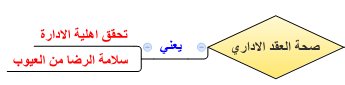 صحة العقد الاداري
يعني
تحقق اهلية الادارة
سلامة الرضا من العيوب